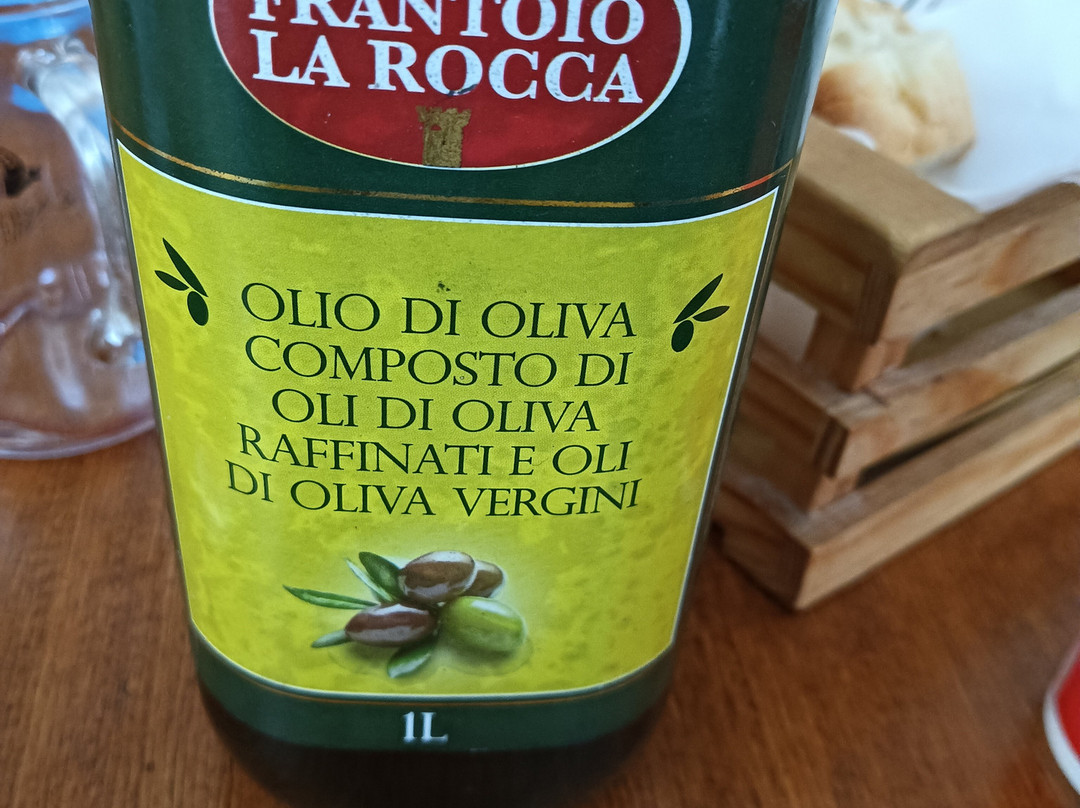 FRANTOIO
LA ROCCA
OLIO DI OLIVA
COMPOSTO DI
OLI DI OLIVA
RAFFINATI E OLI
DI OLIVA VERGINI
1L